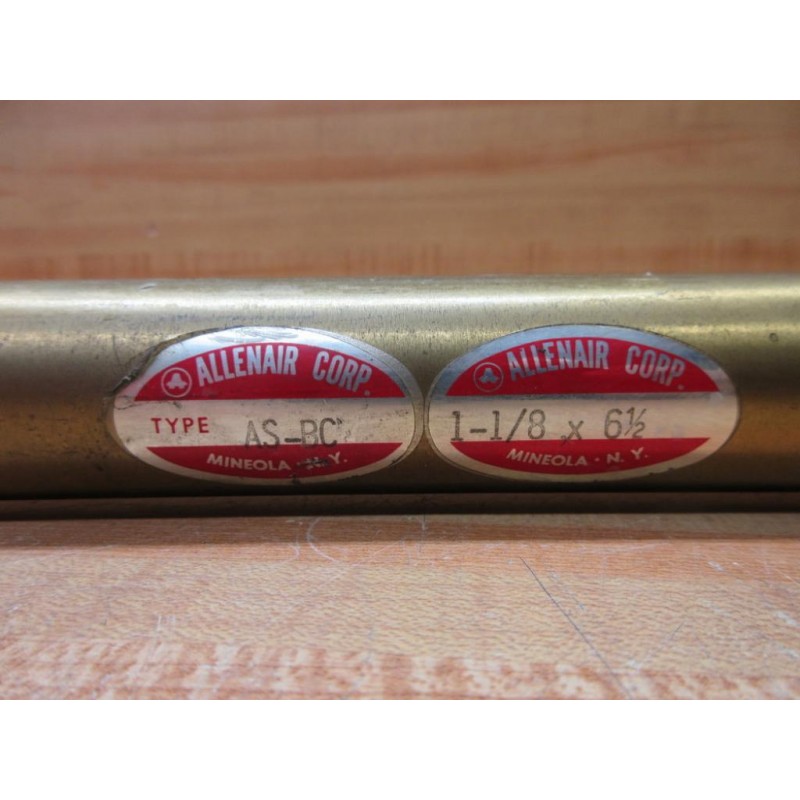 ALLENAIR CORP.
TYPE AS-BC
MINEOLA · N.Y.
ALLENAIR CORP.
1-1/8 x 6½
MINEOLA · N.Y.